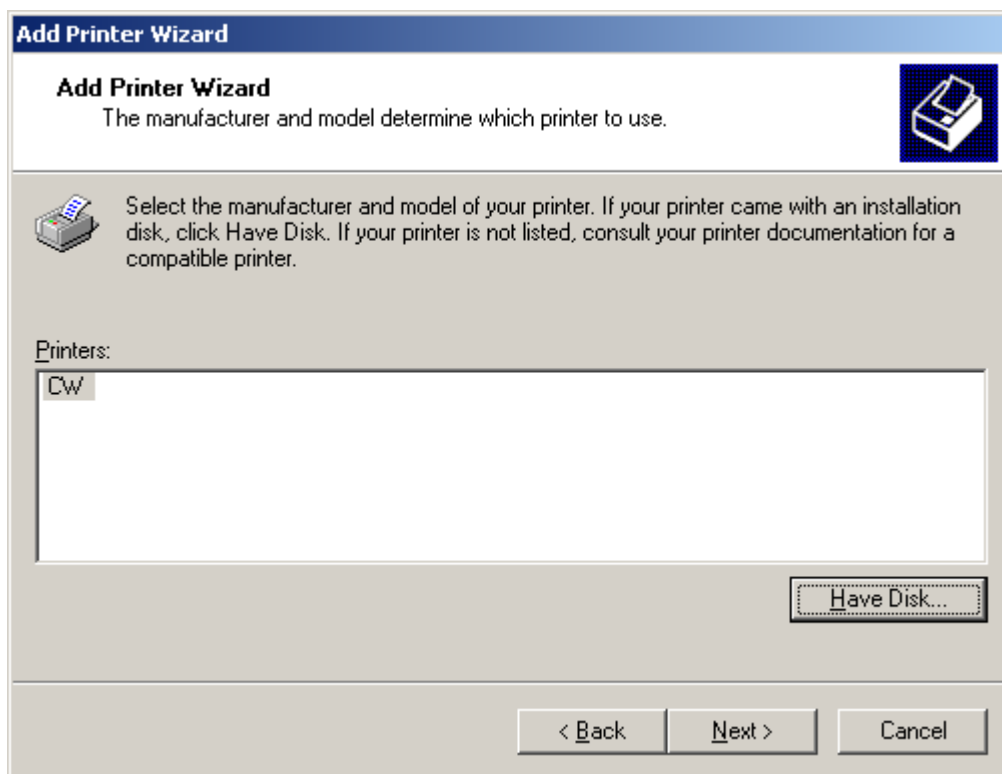 Add Printer Wizard
Add Printer Wizard
The manufacturer and model determine which printer to use.
Select the manufacturer and model of your printer. If your printer came with an installation
disk, click Have Disk. If your printer is not listed, consult your printer documentation for a
compatible printer.
Printers:
CW
Have Disk...
< Back
Next >
Cancel